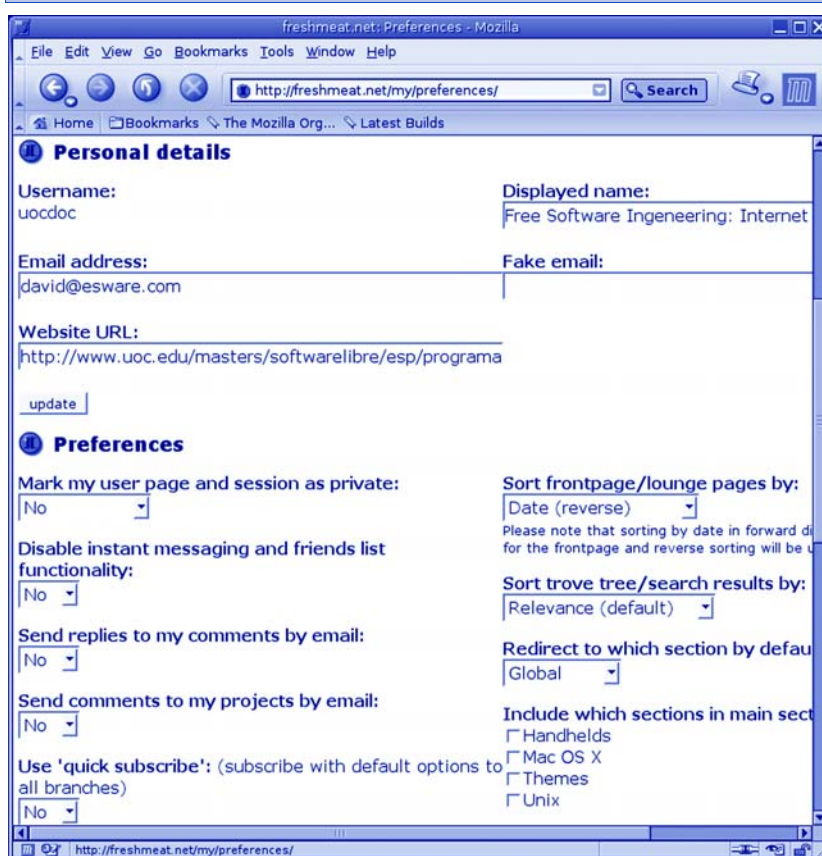 freshmeat.net: Preferences - Mozilla
File Edit View Go Bookmarks Tools Window Help
http://freshmeat.net/my/preferences/ Search
Home Bookmarks The Mozilla Org... Latest Builds
Personal details
Username:
uocdoc
Displayed name:
Free Software Ingeneering: Internet
Email address:
david@esware.com
Fake email:
Website URL:
http://www.uoc.edu/masters/softwarelibre/esp/programa
update
Preferences
Mark my user page and session as private:
No
Disable instant messaging and friends list
functionality:
No
Send replies to my comments by email:
No
Send comments to my projects by email:
No
Use 'quick subscribe': (subscribe with default options to
all branches)
No
Sort frontpage/lounge pages by:
Date (reverse)
Please note that sorting by date in forward di
for the frontpage and reverse sorting will be u
Sort trove tree/search results by:
Relevance (default)
Redirect to which section by defau
Global
Include which sections in main sect
Handhelds
Mac OS X
Themes
Unix
http://freshmeat.net/my/preferences/